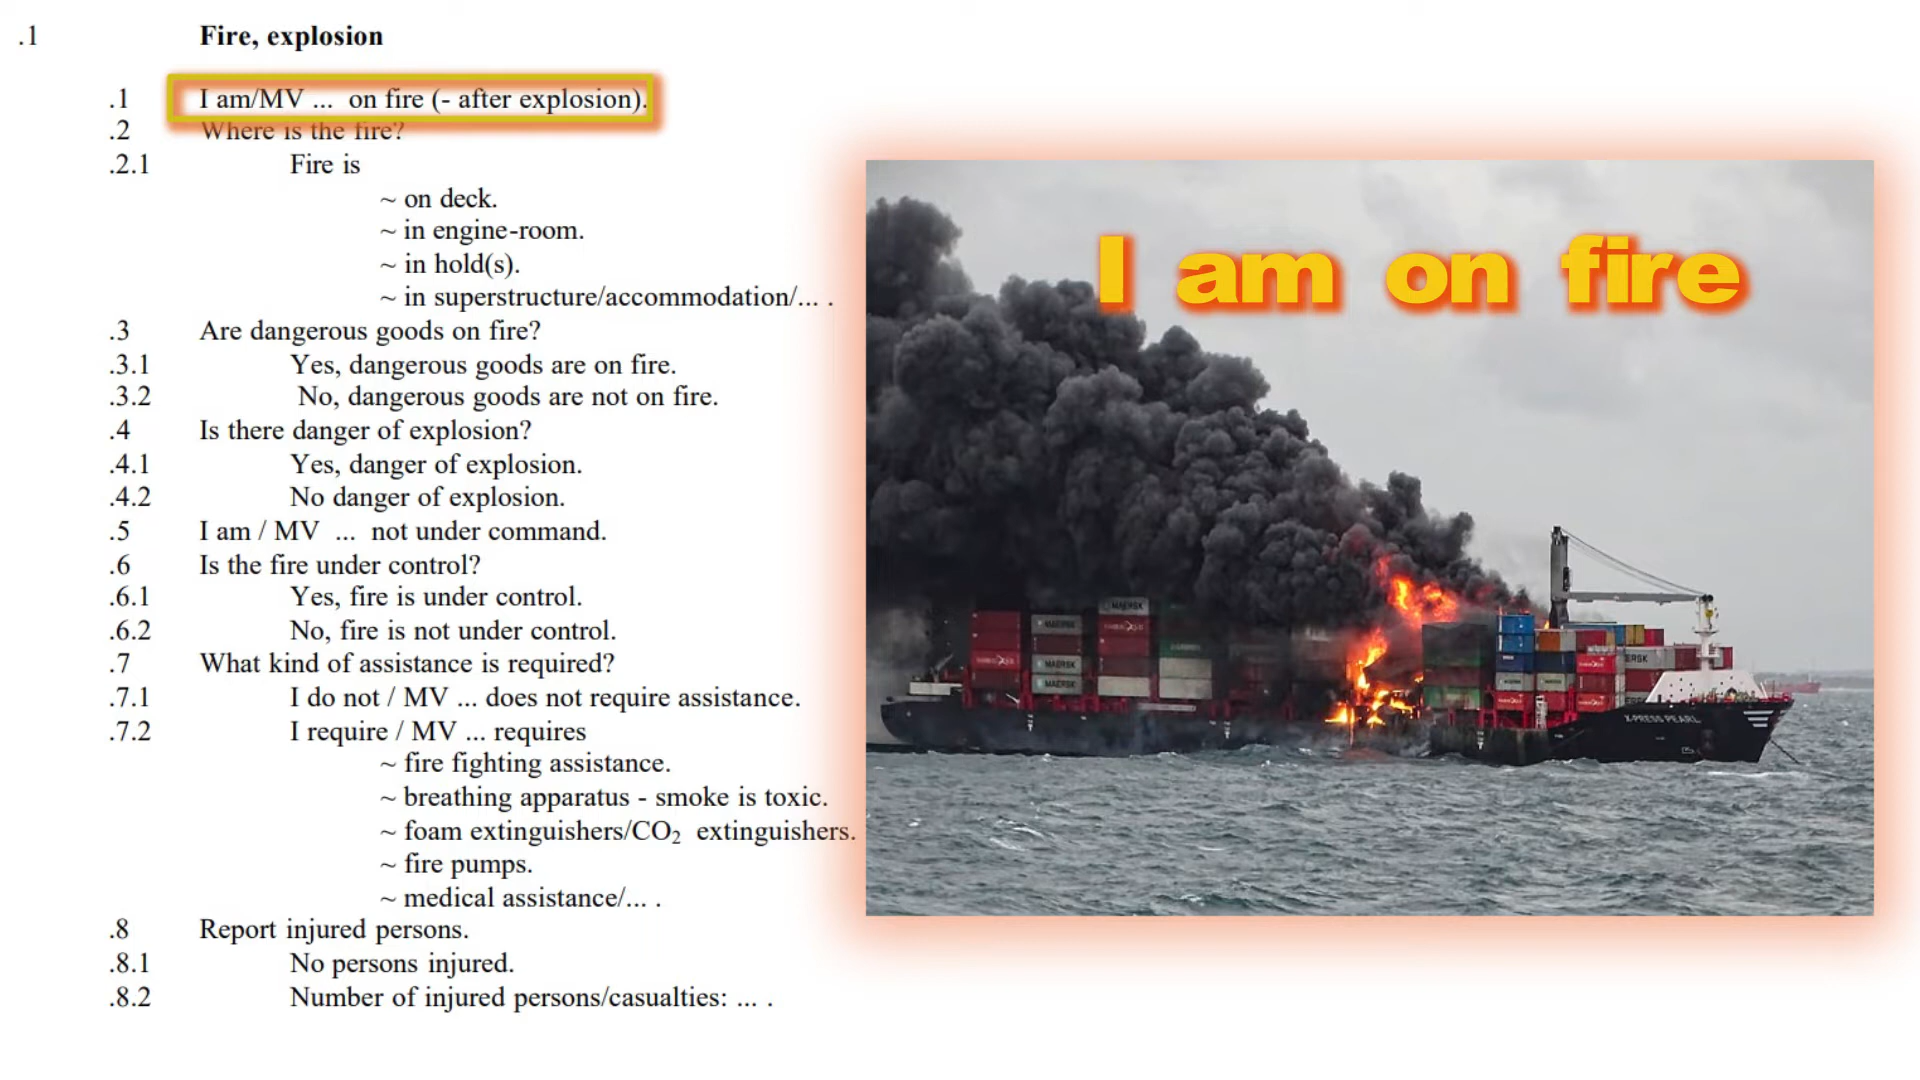 .1 Fire, explosion
.1 I am/MV ... on fire (- after explosion).
.2 Where is the fire?
.2.1 Fire is
~ on deck.
~ in engine-room.
~ in hold(s).
~ in superstructure/accommodation/... .
.3 Are dangerous goods on fire?
.3.1 Yes, dangerous goods are on fire.
.3.2 No, dangerous goods are not on fire.
.4 Is there danger of explosion?
.4.1 Yes, danger of explosion.
.4.2 No danger of explosion.
.5 I am / MV ... not under command.
.6 Is the fire under control?
.6.1 Yes, fire is under control.
.6.2 No, fire is not under control.
.7 What kind of assistance is required?
.7.1 I do not / MV ... does not require assistance.
.7.2 I require / MV ... requires
~ fire fighting assistance.
~ breathing apparatus - smoke is toxic.
~ foam extinguishers/CO₂ extinguishers.
~ fire pumps.
~ medical assistance/... .
.8 Report injured persons.
.8.1 No persons injured.
.8.2 Number of injured persons/casualties: ... .
I am on fire
MAERSK
MAERSK
MAERSK
MAERSK
ERSK
X-PRESS PEARL